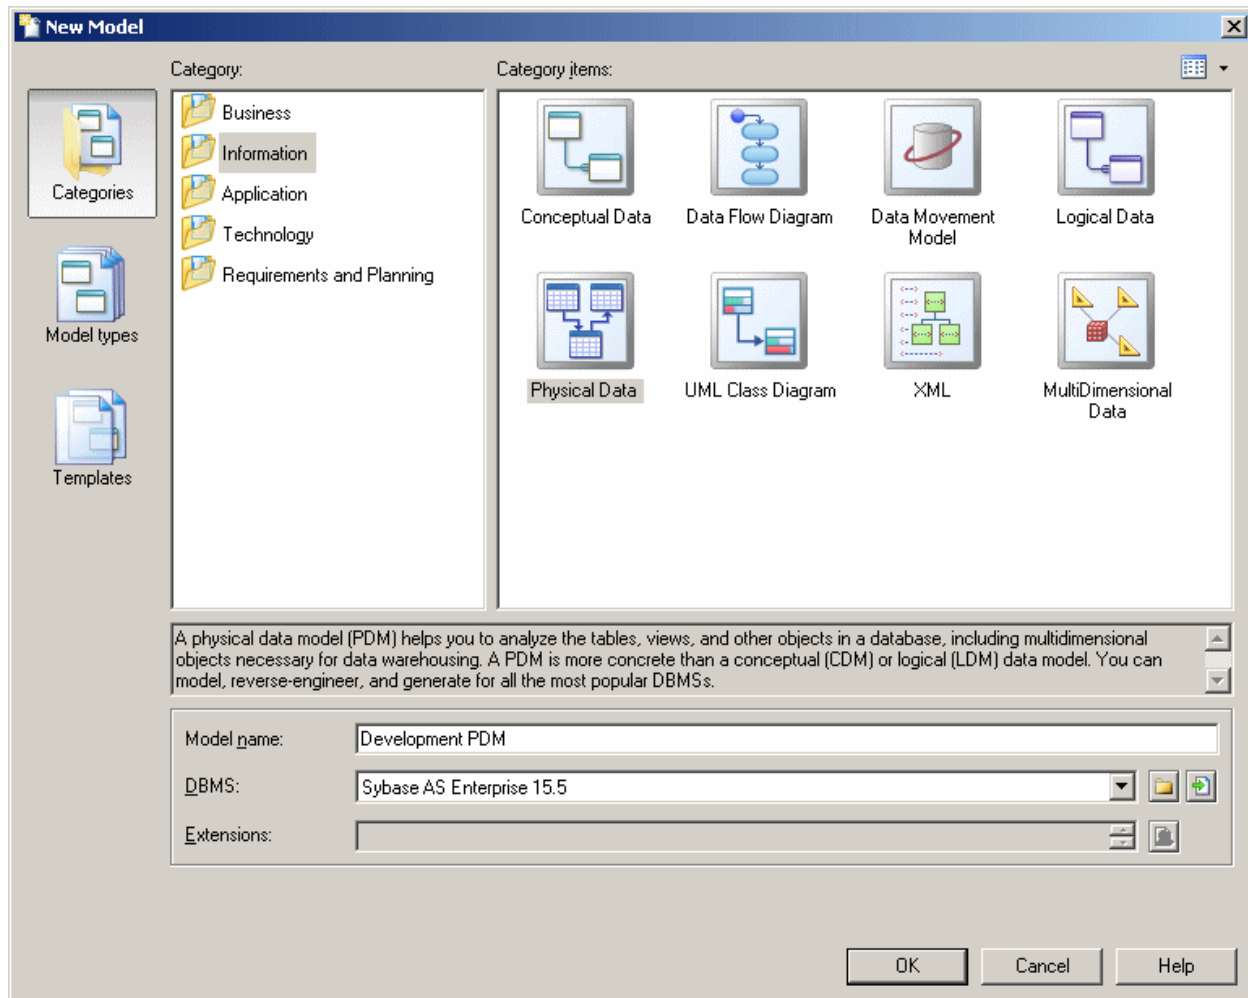 New Model
Category:
Category items:
Categories
Model types
Templates
Business
Information
Application
Technology
Requirements and Planning
Conceptual Data
Data Flow Diagram
Data Movement
Model
Logical Data
Physical Data
UML Class Diagram
XML
MultiDimensional
Data
A physical data model (PDM) helps you to analyze the tables, views, and other objects in a database, including multidimensional
objects necessary for data warehousing. A PDM is more concrete than a conceptual (CDM) or logical (LDM) data model. You can
model, reverse-engineer, and generate for all the most popular DBMSs.
Model name:
Development PDM
DBMS:
Sybase AS Enterprise 15.5
Extensions:
OK
Cancel
Help